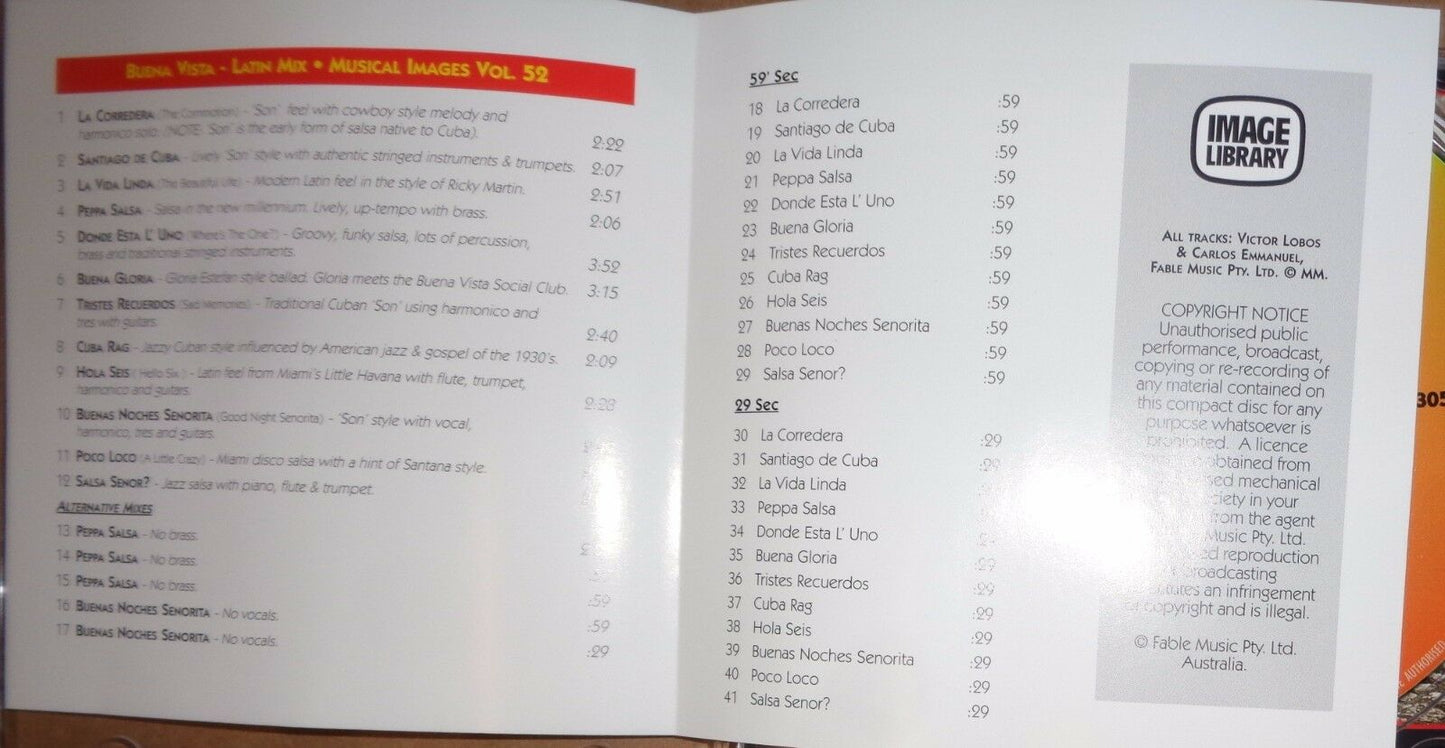 BUENA VISTA - LATIN MIX • MUSICAL IMAGES VOL. 52
1 LA CORREDERA (The Commotion) - 'Son' feel with cowboy style melody and
harmonico solo. (NOTE: 'Son' is the early form of salsa native to Cuba). 2:22
2 SANTIAGO DE CUBA - Lively 'Son' style with authentic stringed instruments & trumpets. 2:07
3 LA VIDA LINDA (The Beautiful Life) - Modern Latin feel in the style of Ricky Martin. 2:51
4 PEPPA SALSA - Salsa in the new millennium. Lively, up-tempo with brass. 2:06
5 DONDE ESTA L' UNO (Where's The One?) - Groovy, funky salsa, lots of percussion,
brass and traditional stringed instruments. 3:52
6 BUENA GLORIA - Gloria Estefan style ballad. Gloria meets the Buena Vista Social Club. 3:15
7 TRISTES RECUERDOS (Sad Memories) - Traditional Cuban 'Son' using harmonico and
tres with guitars. 2:40
8 CUBA RAG - Jazzy Cuban style influenced by American jazz & gospel of the 1930's. 2:09
9 HOLA SEIS ( Hello Six ) - Latin feel from Miami's Little Havana with flute, trumpet,
harmonico and guitars. 2:23
10 BUENAS NOCHES SENORITA (Good Night Senorita) - 'Son' style with vocal,
harmonico, tres and guitars.
11 POCO LOCO (A Little Crazy) - Miami disco salsa with a hint of Santana style.
12 SALSA SENOR? - Jazz salsa with piano, flute & trumpet.
ALTERNATIVE MIXES
13 PEPPA SALSA - No brass.
14 PEPPA SALSA - No brass.
15 PEPPA SALSA - No brass. :59
16 BUENAS NOCHES SENORITA - No vocals. :59
17 BUENAS NOCHES SENORITA - No vocals. :29
59' Sec
18 La Corredera :59
19 Santiago de Cuba :59
20 La Vida Linda :59
21 Peppa Salsa :59
22 Donde Esta L' Uno :59
23 Buena Gloria :59
24 Tristes Recuerdos :59
25 Cuba Rag :59
26 Hola Seis :59
27 Buenas Noches Senorita :59
28 Poco Loco :59
29 Salsa Senor? :59
29 Sec
30 La Corredera :29
31 Santiago de Cuba :29
32 La Vida Linda
33 Peppa Salsa
34 Donde Esta L' Uno
35 Buena Gloria :29
36 Tristes Recuerdos :29
37 Cuba Rag :29
38 Hola Seis :29
39 Buenas Noches Senorita :29
40 Poco Loco :29
41 Salsa Senor? :29
IMAGE
LIBRARY
ALL TRACKS: VICTOR LOBOS
& CARLOS EMMANUEL,
FABLE MUSIC PTY. LTD. © MM.
COPYRIGHT NOTICE
Unauthorised public
performance, broadcast,
copying or re-recording of
any material contained on
this compact disc for any
purpose whatsoever is
prohibited. A licence
obtained from
mechanical
in your
from the agent
Music Pty. Ltd.
reproduction
broadcasting
an infringement
copyright and is illegal.
© Fable Music Pty. Ltd.
Australia.
305
AUTHORISED